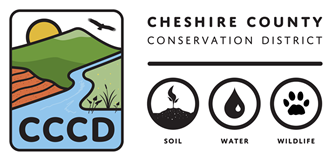 CCCD
CHESHIRE COUNTY
CONSERVATION DISTRICT
SOIL
WATER
WILDLIFE